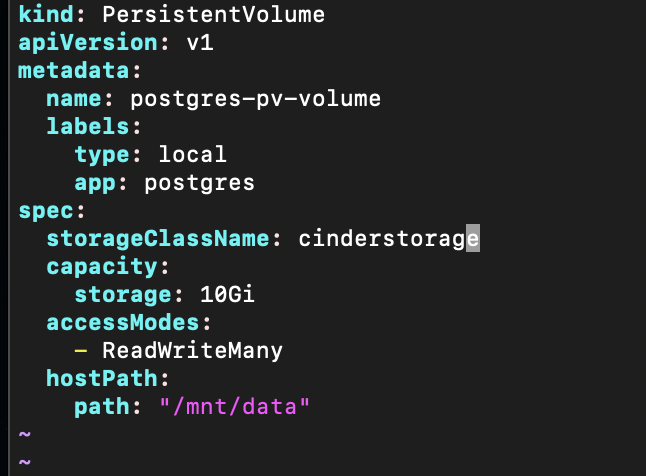 kind: PersistentVolume
apiVersion: v1
metadata:
  name: postgres-pv-volume
  labels:
    type: local
    app: postgres
spec:
  storageClassName: cinderstorage
  capacity:
    storage: 10Gi
  accessModes:
    - ReadWriteMany
  hostPath:
    path: "/mnt/data"
~
~